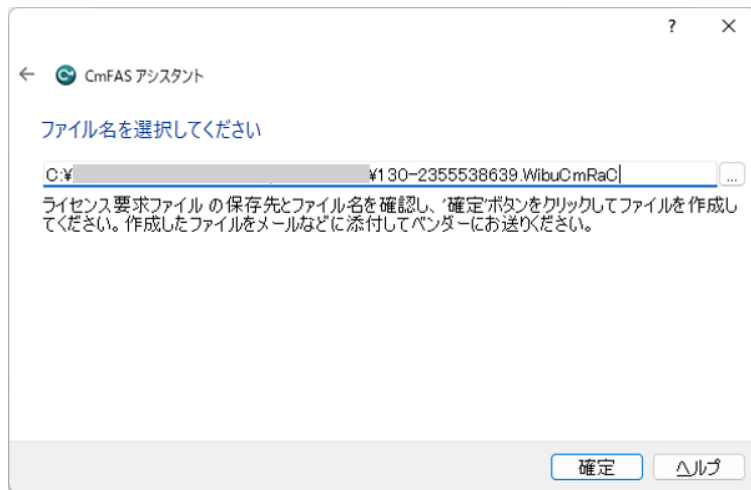 ? ×
← CmFAS アシスタント
ファイル名を選択してください
C:¥ ¥130-2355538639.WibuCmRaC
...
ライセンス要求ファイル の保存先とファイル名を確認し、'確定'ボタンをクリックしてファイルを作成し
てください。作成したファイルをメールなどに添付してベンダーにお送りください。
確定 ヘルプ